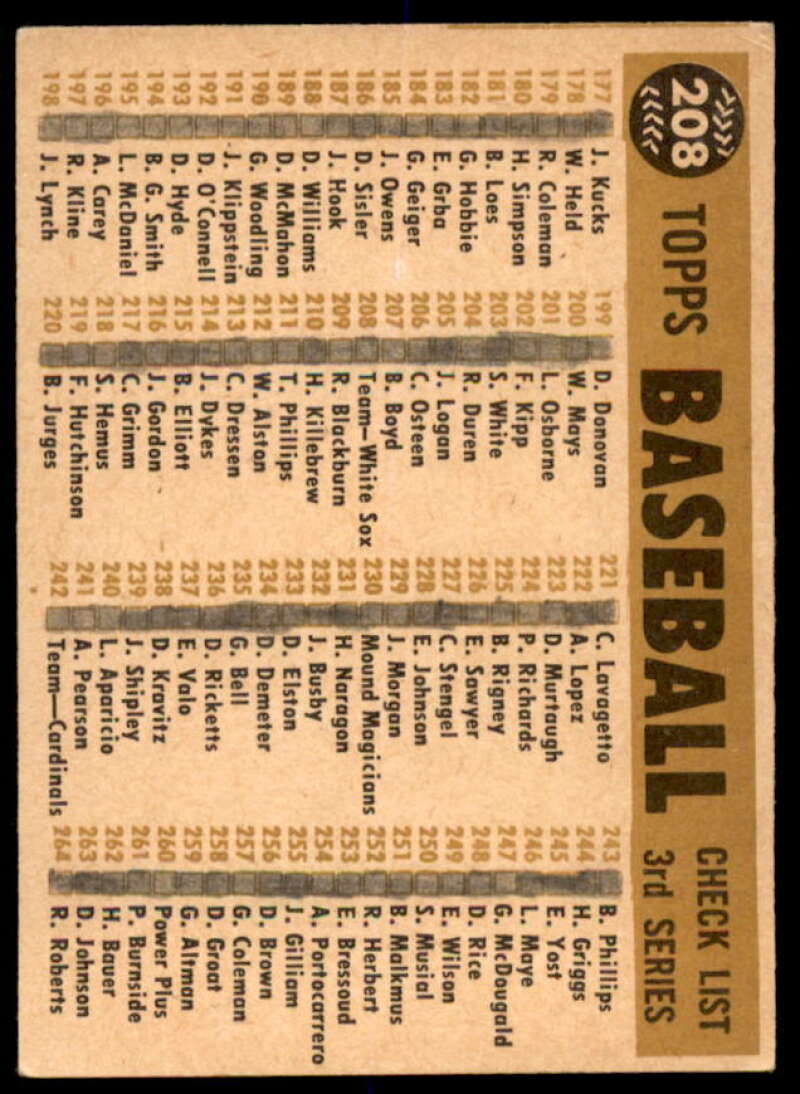 208 TOPPS BASEBALL CHECK LIST
3rd SERIES
177 J. Kucks
178 W. Held
179 R. Coleman
180 H. Simpson
181 B. Loes
182 G. Hobbie
183 E. Grba
184 G. Geiger
185 J. Owens
186 D. Sisler
187 J. Hook
188 D. Williams
189 D. McMahon
190 G. Woodling
191 J. Klippstein
192 D. O'Connell
193 D. Hyde
194 B. G. Smith
195 L. McDaniel
196 A. Carey
197 R. Kline
198 J. Lynch
199 D. Donovan
200 W. Mays
201 L. Osborne
202 F. Kipp
203 S. White
204 R. Duren
205 J. Logan
206 C. Osteen
207 B. Boyd
208 Team—White Sox
209 R. Blackburn
210 H. Killebrew
211 T. Phillips
212 W. Alston
213 C. Dressen
214 J. Dykes
215 B. Elliott
216 J. Gordon
217 C. Grimm
218 S. Hemus
219 F. Hutchinson
220 B. Jurges
221 C. Lavagetto
222 A. Lopez
223 D. Murtaugh
224 P. Richards
225 B. Rigney
226 E. Sawyer
227 C. Stengel
228 E. Johnson
229 J. Morgan
230 Mound Magicians
231 H. Naragon
232 J. Busby
233 D. Elston
234 D. Demeter
235 G. Bell
236 D. Ricketts
237 E. Valo
238 D. Kravitz
239 J. Shipley
240 L. Aparicio
241 A. Pearson
242 Team—Cardinals
243 B. Phillips
244 H. Griggs
245 E. Yost
246 L. Maye
247 G. McDougald
248 D. Rice
249 E. Wilson
250 S. Musial
251 B. Malkmus
252 R. Herbert
253 E. Bressoud
254 A. Portocarrero
255 J. Gilliam
256 D. Brown
257 G. Coleman
258 D. Groat
259 G. Altman
260 Power Plus
261 P. Burnside
262 H. Bauer
263 D. Johnson
264 R. Roberts